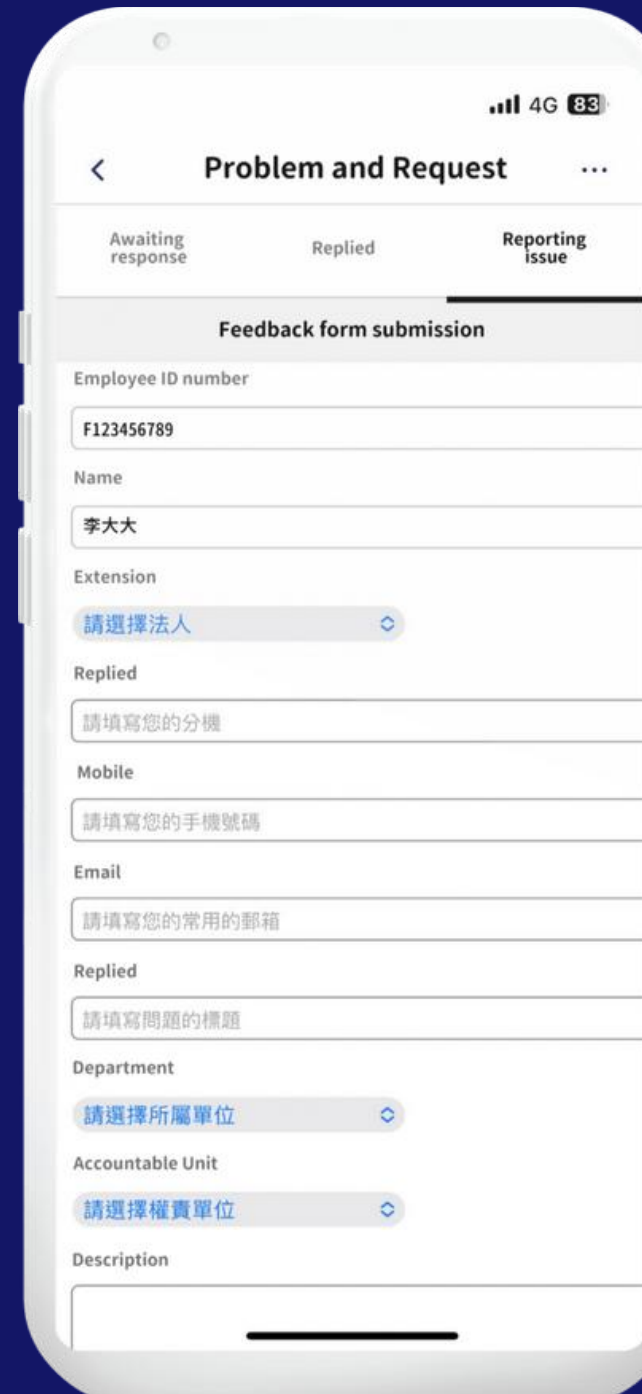 4G 83
Problem and Request
Awaiting
response
Replied
Reporting
issue
Feedback form submission
Employee ID number
F123456789
Name
李大大
Extension
請選擇法人
Replied
請填寫您的分機
Mobile
請填寫您的手機號碼
Email
請填寫您的常用的郵箱
Replied
請填寫問題的標題
Department
請選擇所屬單位
Accountable Unit
請選擇權責單位
Description